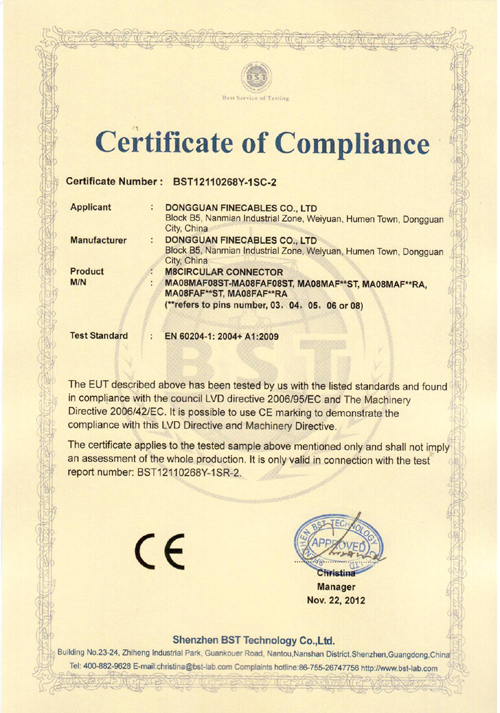 BST
Best Service of Testing
Certificate of Compliance
Certificate Number : BST12110268Y-1SC-2
Applicant : DONGGUAN FINECABLES CO., LTD
Block B5, Nanmian Industrial Zone, Weiyuan, Humen Town, Dongguan
City, China
Manufacturer : DONGGUAN FINECABLES CO., LTD
Block B5, Nanmian Industrial Zone, Weiyuan, Humen Town, Dongguan
City, China
Product : M8CIRCULAR CONNECTOR
M/N : MA08MAF08ST-MA08FAF08ST, MA08MAF**ST, MA08MAF**RA,
MA08FAF**ST, MA08FAF**RA
(**refers to pins number, 03、04、05、06 or 08)
Test Standard : EN 60204-1: 2004+ A1:2009
BST
The EUT described above has been tested by us with the listed standards and found
in compliance with the council LVD directive 2006/95/EC and The Machinery
Directive 2006/42/EC. It is possible to use CE marking to demonstrate the
compliance with this LVD Directive and Machinery Directive.
The certificate applies to the tested sample above mentioned only and shall not imply
an assessment of the whole production. It is only valid in connection with the test
report number: BST12110268Y-1SR-2.
CE
SHENZHEN BST TECHNOLOGY CO., LTD
APPROVED
Christina
Manager
Nov. 22, 2012
Shenzhen BST Technology Co.,Ltd.
Building No.23-24, Zhiheng Industrial Park, Guankouer Road, Nantou,Nanshan District,Shenzhen,Guangdong,China
Tel: 400-882-9628 E-mail:christina@bst-lab.com Complaints hotline:86-755-26747756 http://www.bst-lab.com